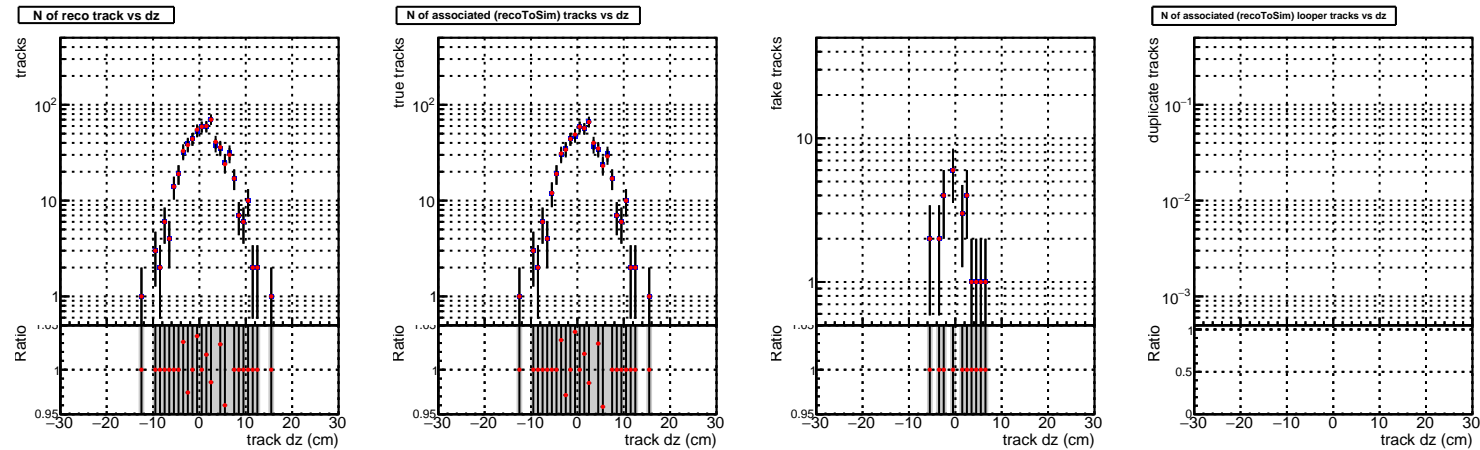 N of reco track vs dz
tracks
10²
10
1
Ratio
1
0.95
−30 −20 −10 0 10 20 30
track dz (cm)
N of associated (recoToSim) tracks vs dz
true tracks
10²
10
1
Ratio
1
0.95
−30 −20 −10 0 10 20 30
track dz (cm)
fake tracks
10
1
Ratio
1
0.95
−30 −20 −10 0 10 20 30
track dz (cm)
N of associated (recoToSim) looper tracks vs dz
duplicate tracks
10⁻¹
10⁻²
10⁻³
Ratio
1
0.5
0
−30 −20 −10 0 10 20 30
track dz (cm)